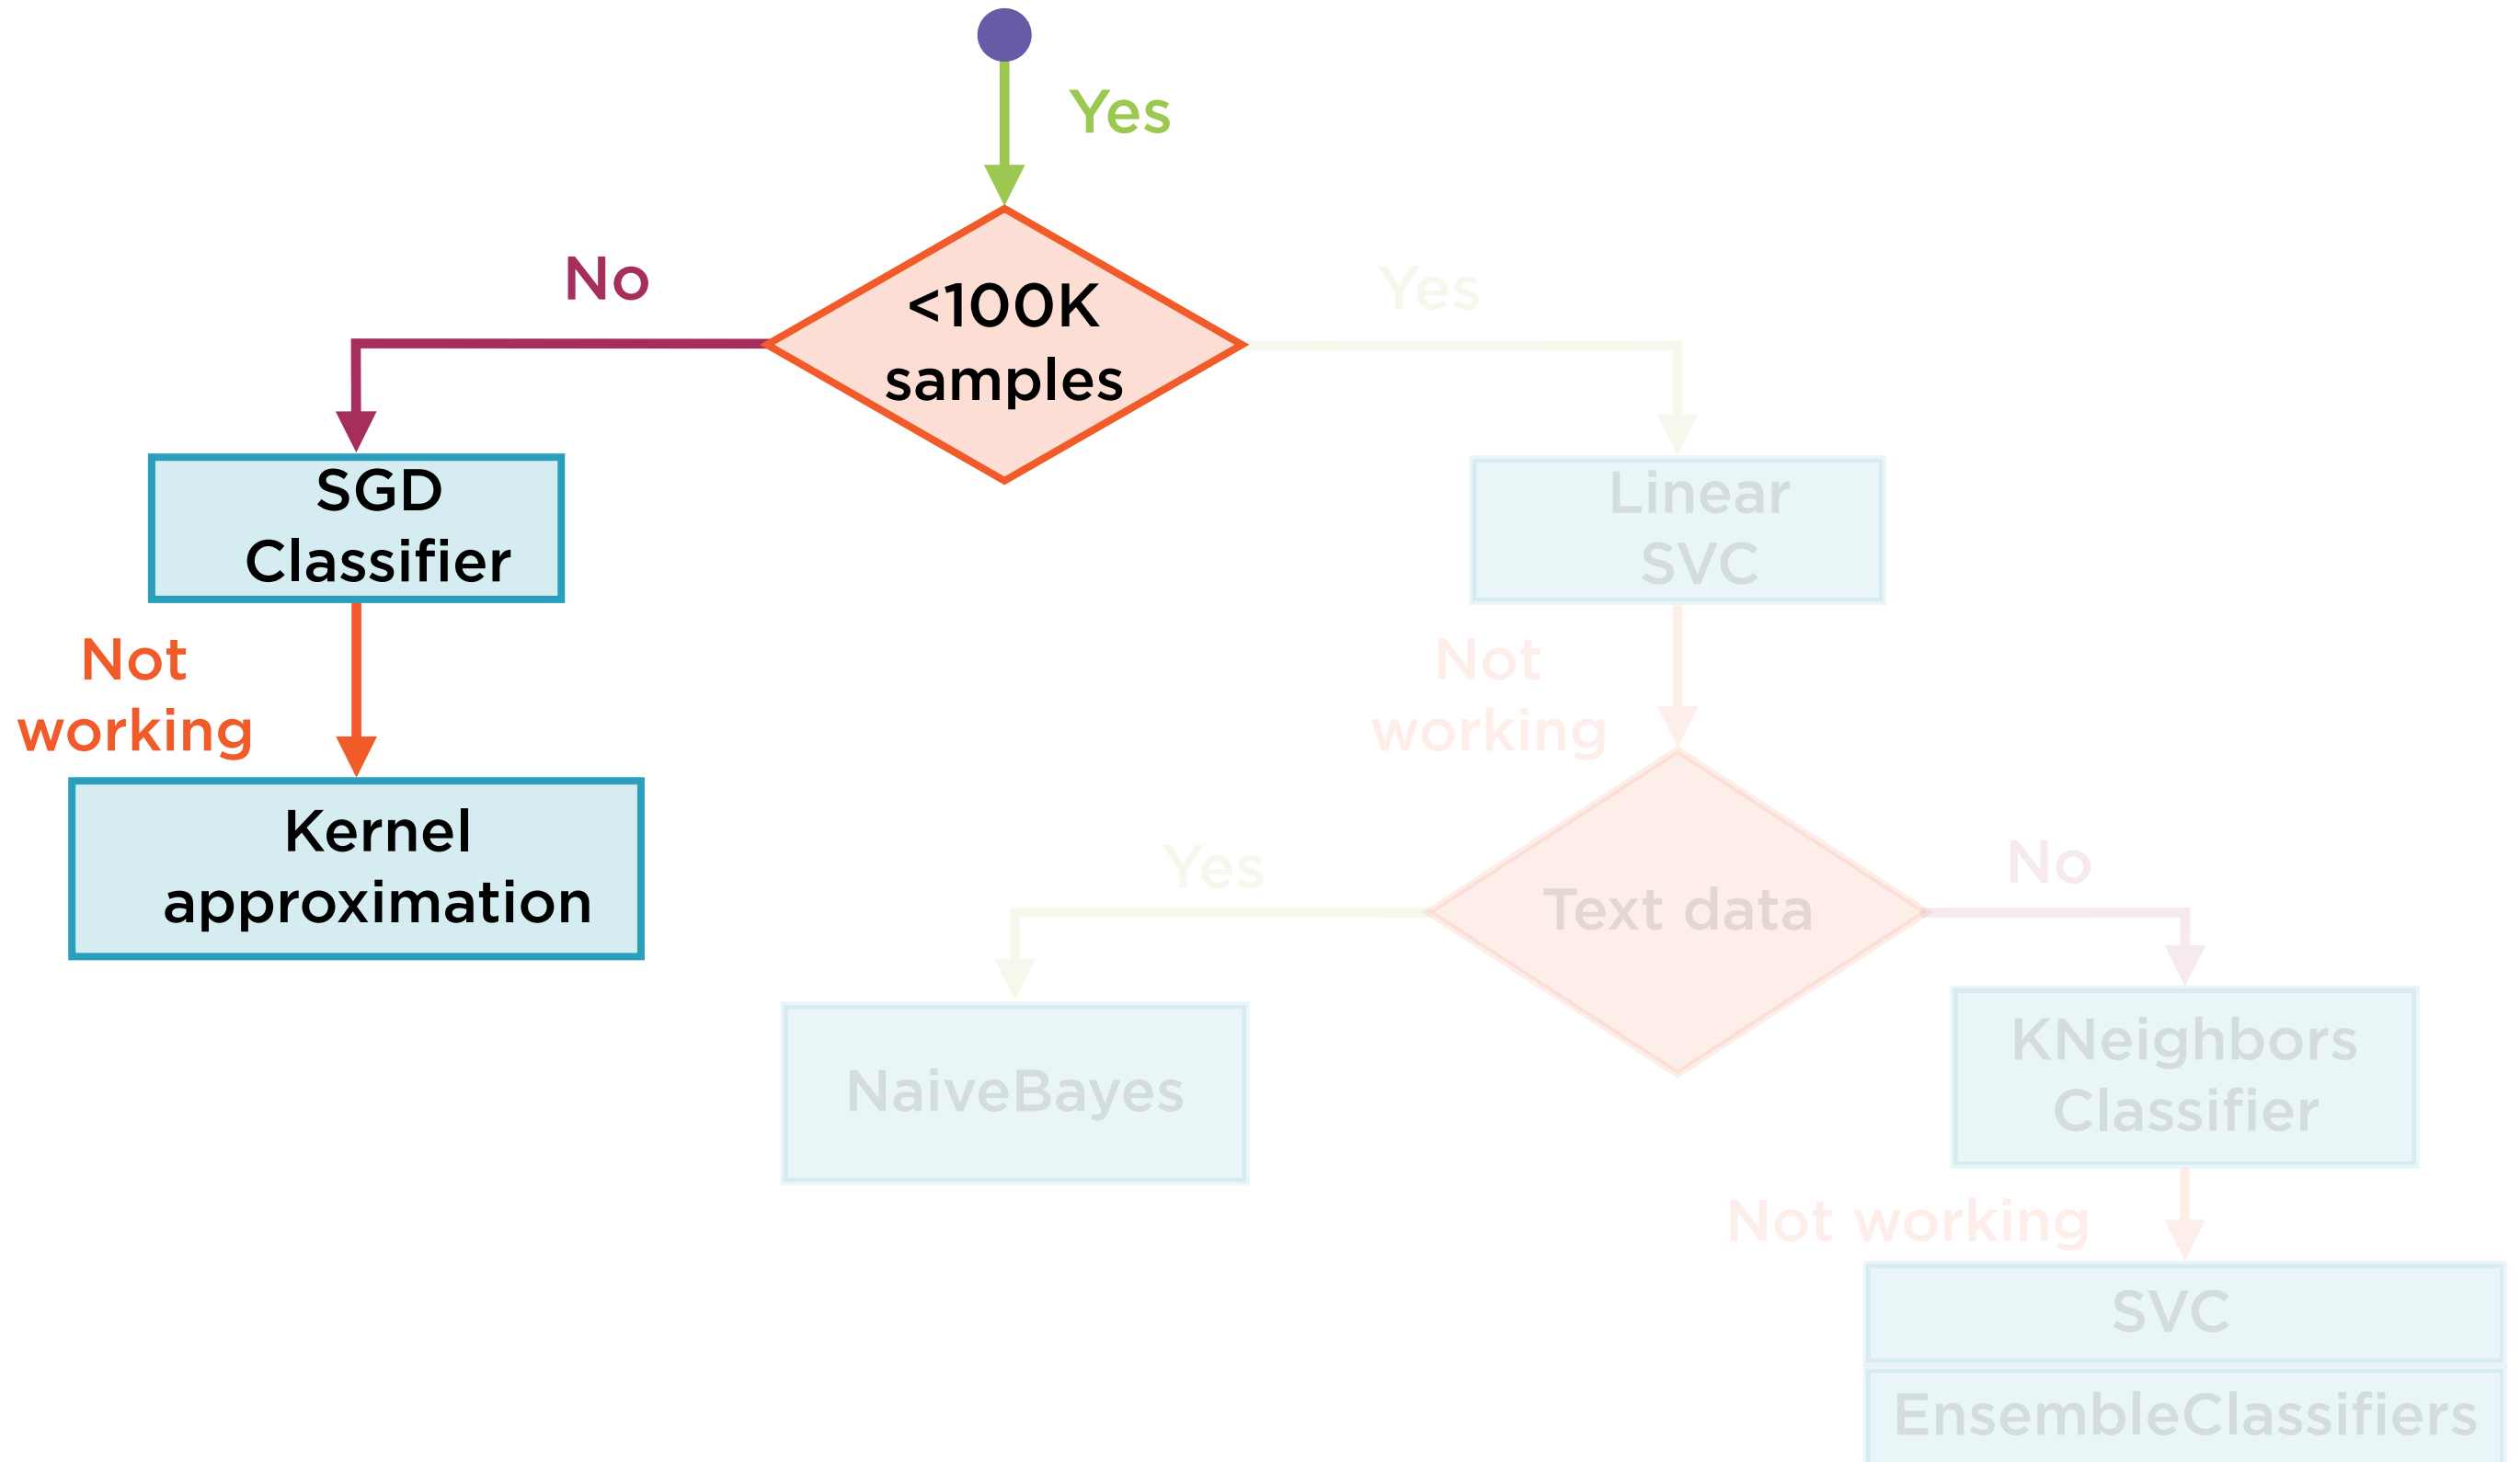 Yes
No
<100K
samples
Yes
SGD
Classifier
Linear
SVC
Not
working
Not
working
Kernel
approximation
Yes
Text data
No
NaiveBayes
KNeighbors
Classifier
Not working
SVC
EnsembleClassifiers